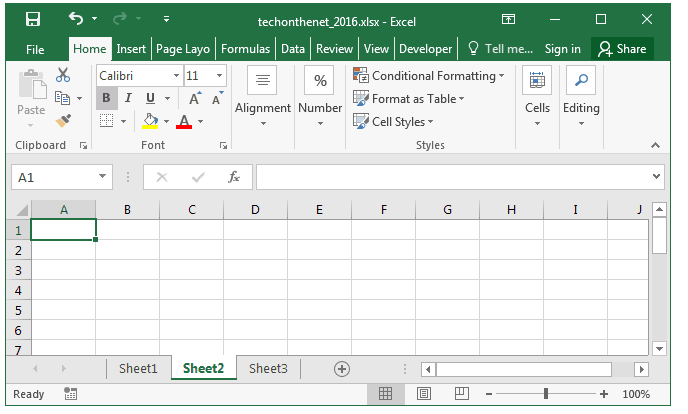 techonthenet_2016.xlsx - Excel
File Home Insert Page Layo Formulas Data Review View Developer Tell me... Sign in Share
Paste
Calibri 11
B I U A A
A
Alignment
%
Number
Conditional Formatting
Format as Table
Cell Styles
Cells
Editing
Clipboard Font Styles
A1 fx
A B C D E F G H I J
1
2
3
4
5
6
7
Sheet1 Sheet2 Sheet3
Ready 100%